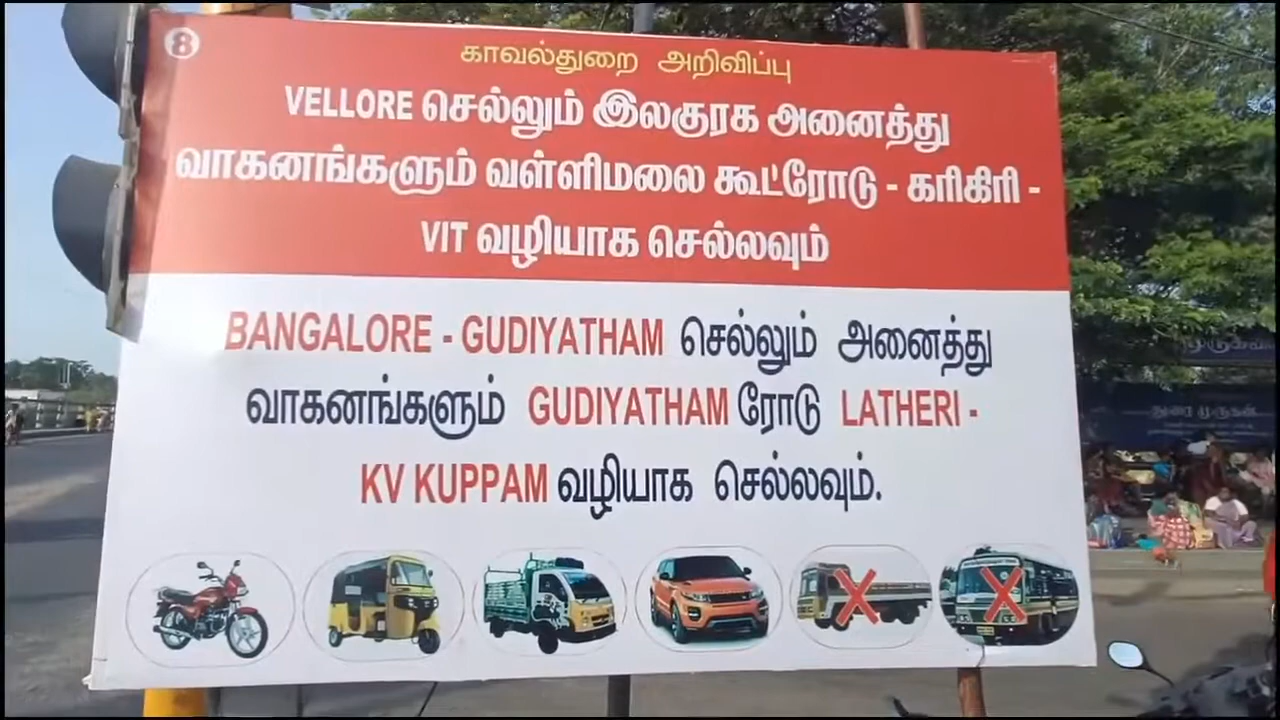 8
காவல்துறை அறிவிப்பு
VELLORE செல்லும் இலகுரக அனைத்து
வாகனங்களும் வள்ளிமலை கூட்ரோடு - கரிகிரி -
VIT வழியாக செல்லவும்
BANGALORE - GUDIYATHAM செல்லும் அனைத்து
வாகனங்களும் GUDIYATHAM ரோடு LATHERI -
KV KUPPAM வழியாக செல்லவும்.
துரை முருகன்